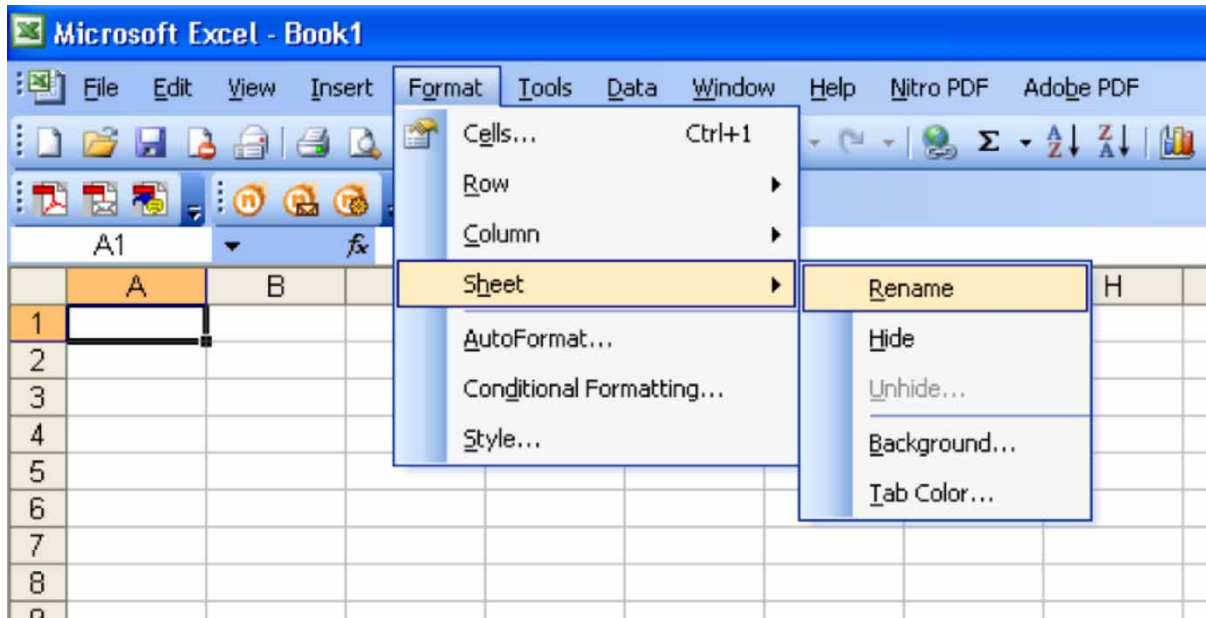 Microsoft Excel - Book1
File Edit View Insert Format Tools Data Window Help Nitro PDF Adobe PDF
Cells... Ctrl+1
Row
Column
Sheet
AutoFormat...
Conditional Formatting...
Style...
Rename
Hide
Unhide...
Background...
Tab Color...
Σ
A
Z
Z
A
A1 fx
A B H
1
2
3
4
5
6
7
8